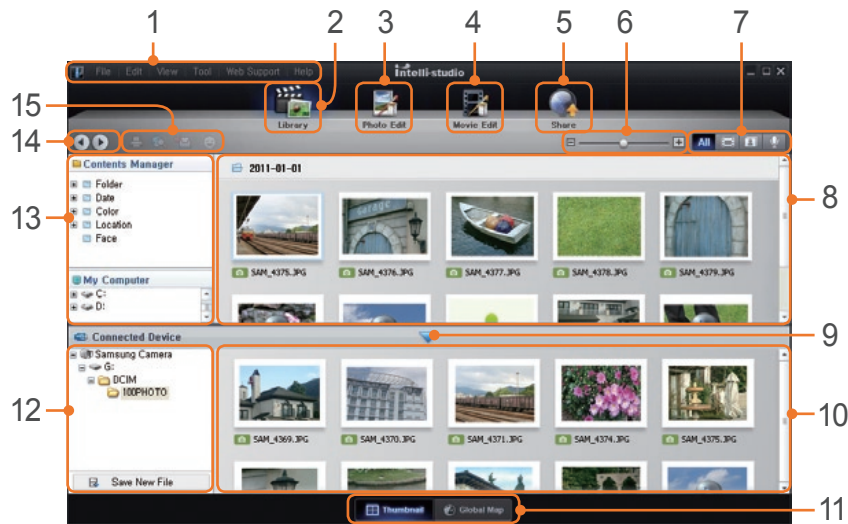 1 2 3 4 5 6 7
File Edit View Tool Web Support Help
intelli-studio
15
Library Photo Edit Movie Edit Share
14
All
Contents Manager
2011-01-01
Folder
Date
8
13
Color
Location
Face
SAM_4375.JPG SAM_4376.JPG SAM_4377.JPG SAM_4378.JPG SAM_4379.JPG
My Computer
C:
D:
Connected Device
9
Samsung Camera
G:
DCIM
12
100PHOTO
10
SAM_4369.JPG SAM_4370.JPG SAM_4371.JPG SAM_4374.JPG SAM_4375.JPG
Save New File
Thumbnail Global Map
11